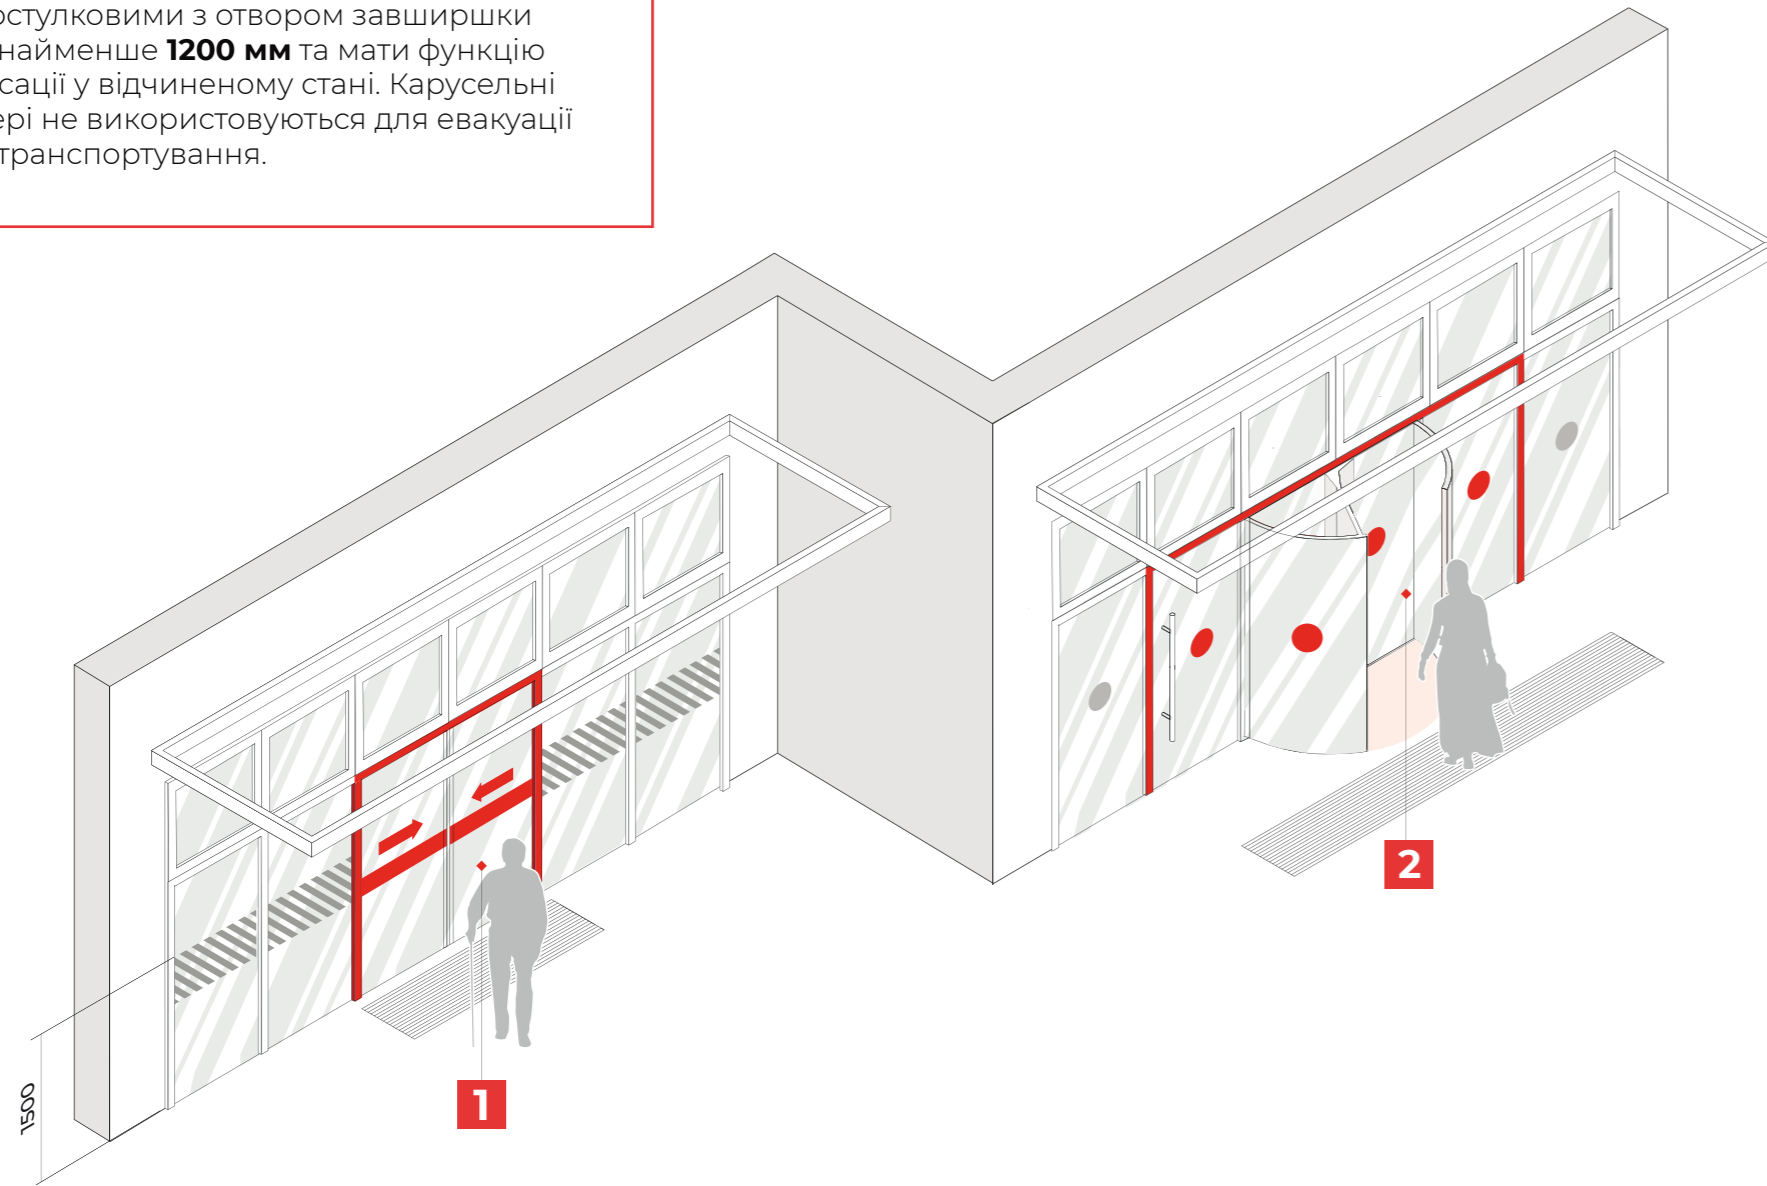 остулковими з отвором завширшки
найменше 1200 мм та мати функцію
сації у відчиненому стані. Карусельні
ері не використовуються для евакуації
транспортування.
2
1
1500